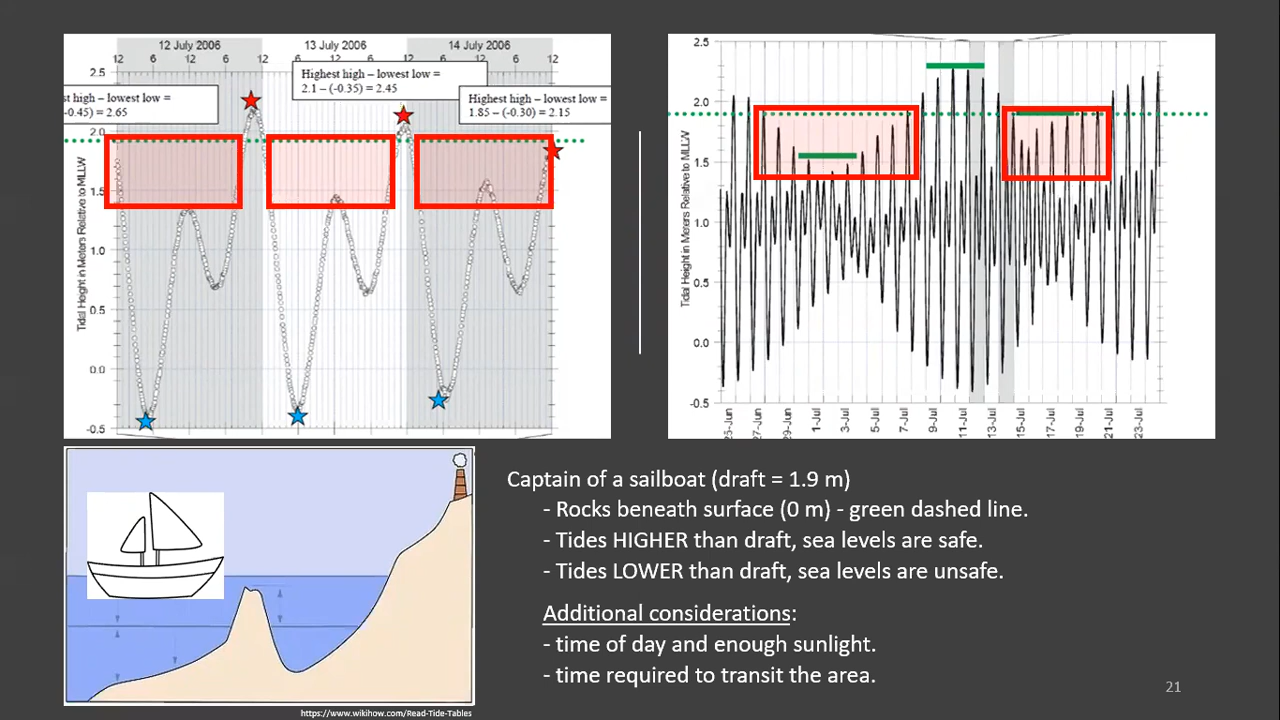 12 July 2006 13 July 2006 14 July 2006
12 6 12 6 12 6 12 6 12 6 12 6 12
2.5
Highest high – lowest low =
2.1 – (-0.35) = 2.45
st high – lowest low =
-0.45) = 2.65
Highest high – lowest low =
1.85 – (-0.30) = 2.15
2.0
1.5
1.0
0.5
0.0
-0.5
Tidal Height in Meters Relative to MLLW
2.5
2.0
1.5
1.0
0.5
0.0
-0.5
Tidal Height in Meters Relative to MLLW
25-Jun 27-Jun 29-Jun 1-Jul 3-Jul 5-Jul 7-Jul 9-Jul 11-Jul 13-Jul 15-Jul 17-Jul 19-Jul 21-Jul 23-Jul
Captain of a sailboat (draft = 1.9 m)
- Rocks beneath surface (0 m) - green dashed line.
- Tides HIGHER than draft, sea levels are safe.
- Tides LOWER than draft, sea levels are unsafe.
Additional considerations:
- time of day and enough sunlight.
- time required to transit the area.
21
https://www.wikihow.com/Read-Tide-Tables